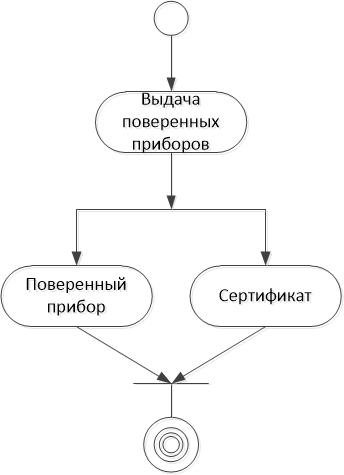 Выдача
поверенных
приборов
Поверенный
прибор
Сертификат